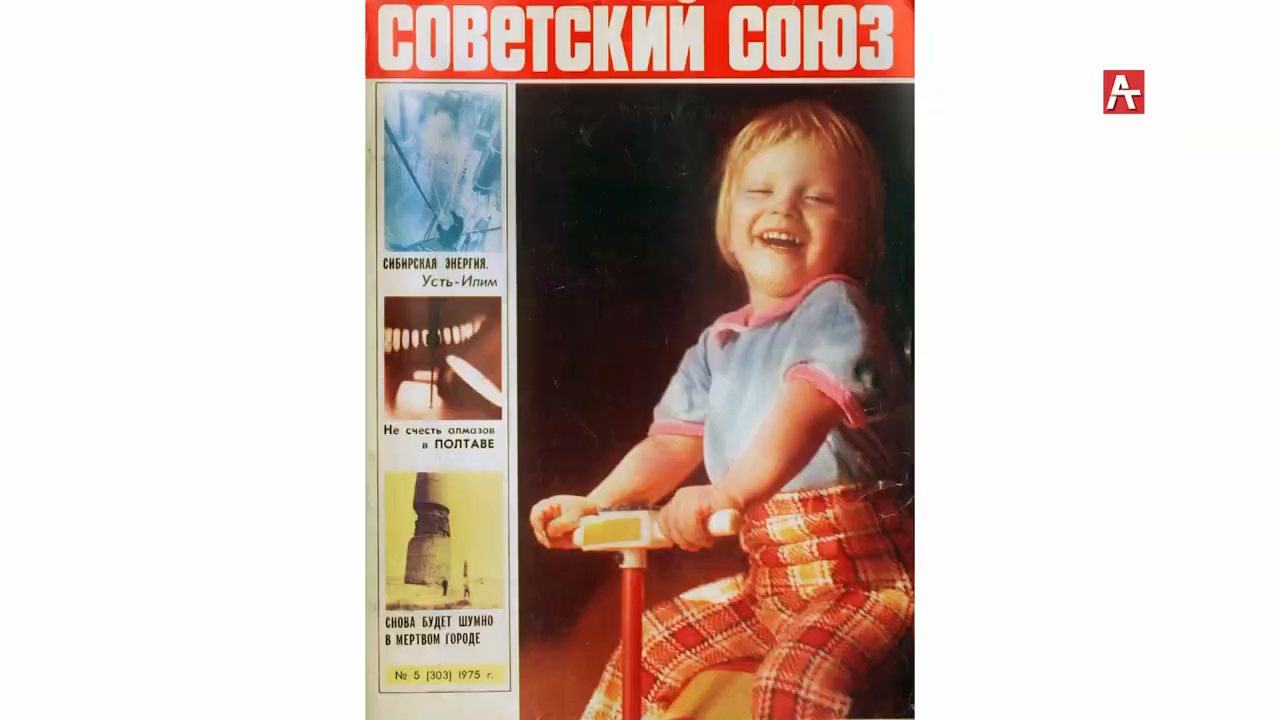 СОВЕТСКИЙ СОЮЗ
СИБИРСКАЯ ЭНЕРГИЯ.
Усть-Илим
Не счесть алмазов
в ПОЛТАВЕ
СНОВА БУДЕТ ШУМНО
В МЕРТВОМ ГОРОДЕ
№ 5 (303) 1975 г.